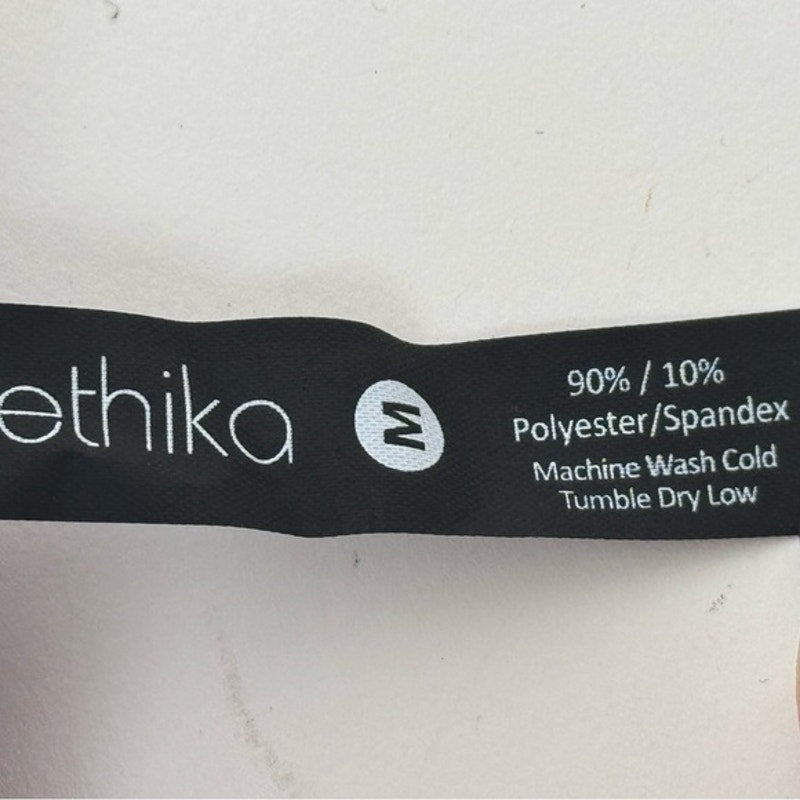 ethika
M
90% / 10%
Polyester/Spandex
Machine Wash Cold
Tumble Dry Low